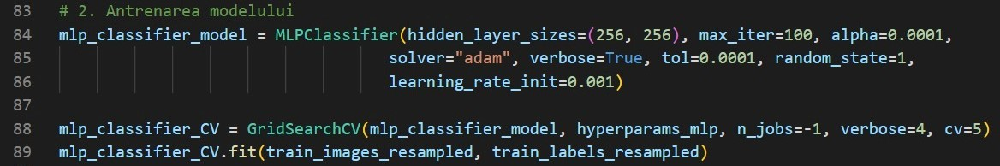 83 # 2. Antrenarea modelului
84 mlp_classifier_model = MLPClassifier(hidden_layer_sizes=(256, 256), max_iter=100, alpha=0.0001,
85 solver="adam", verbose=True, tol=0.0001, random_state=1,
86 learning_rate_init=0.001)
87
88 mlp_classifier_CV = GridSearchCV(mlp_classifier_model, hyperparams_mlp, n_jobs=-1, verbose=4, cv=5)
89 mlp_classifier_CV.fit(train_images_resampled, train_labels_resampled)